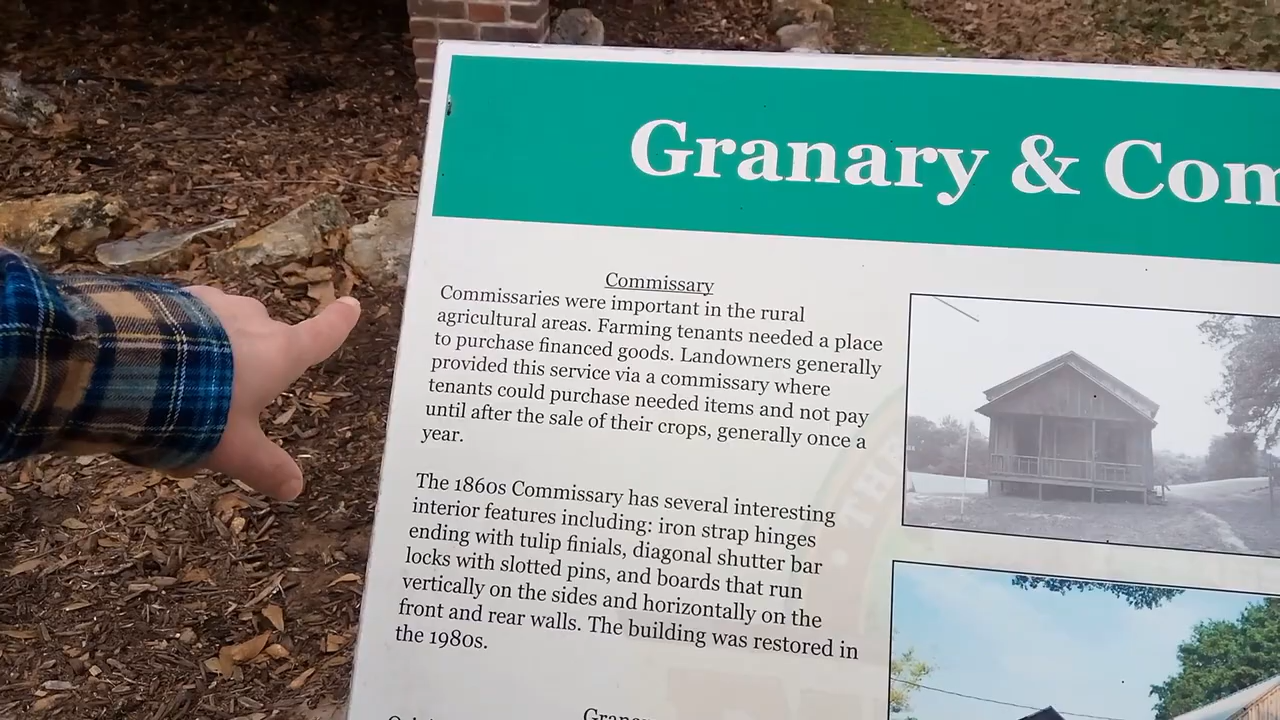 Granary & Com
Commissary
Commissaries were important in the rural
agricultural areas. Farming tenants needed a place
to purchase financed goods. Landowners generally
provided this service via a commissary where
tenants could purchase needed items and not pay
until after the sale of their crops, generally once a
year.
The 1860s Commissary has several interesting
interior features including: iron strap hinges
ending with tulip finials, diagonal shutter bar
locks with slotted pins, and boards that run
vertically on the sides and horizontally on the
front and rear walls. The building was restored in
the 1980s.